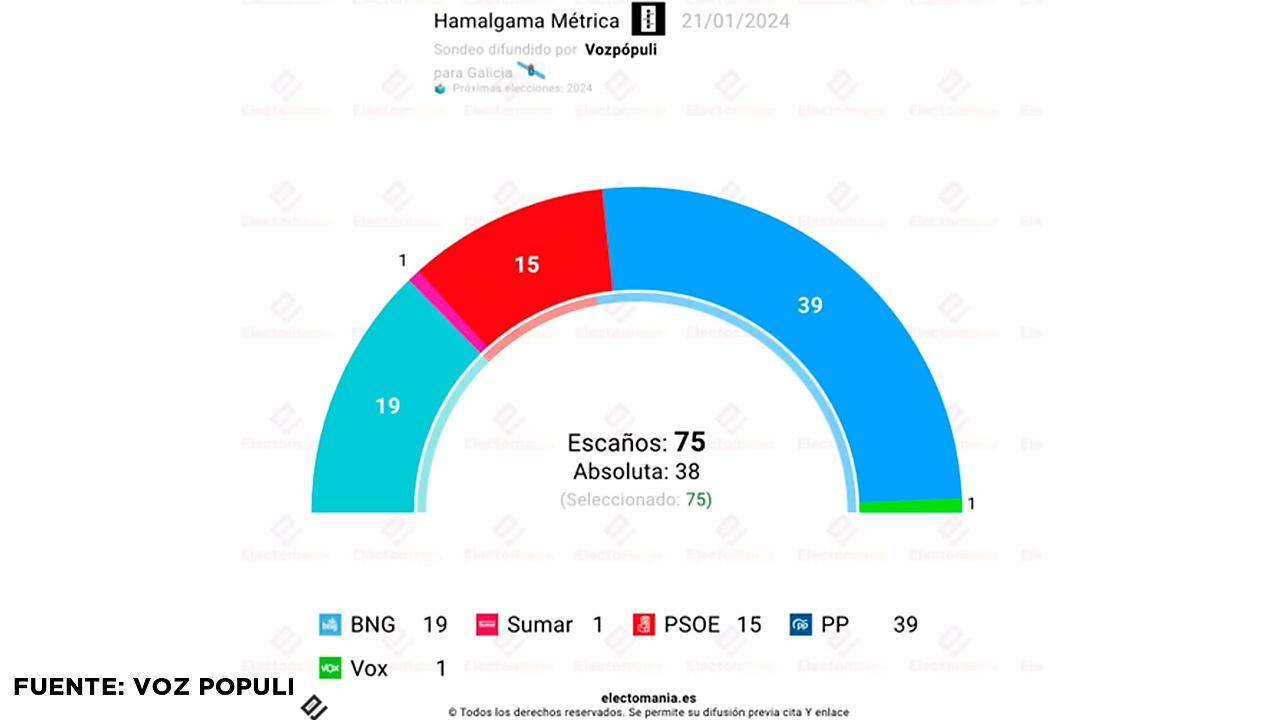 Hamalgama Métrica 21/01/2024
Sondeo difundido por Vozpópuli
para Galicia
Próximas elecciones: 2024
1
15
39
19
1
Escaños: 75
Absoluta: 38
(Seleccionado: 75)
BNG 19 Sumar 1 PSOE 15 PP 39
Vox 1
FUENTE: VOZ POPULI
electomania.es
© Todos los derechos reservados. Se permite su difusión previa cita Y enlace